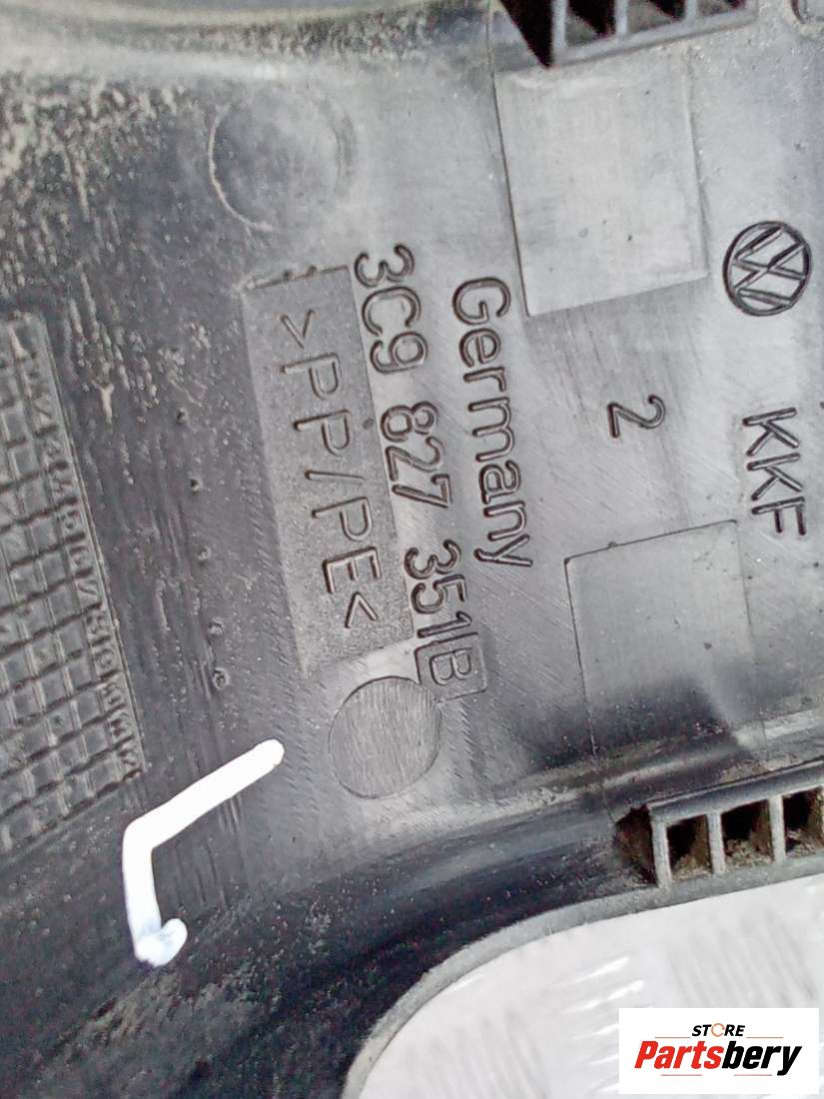 KKF
2
Germany
3C9 827 351B
>PP/PE<
STORE
Partsbery